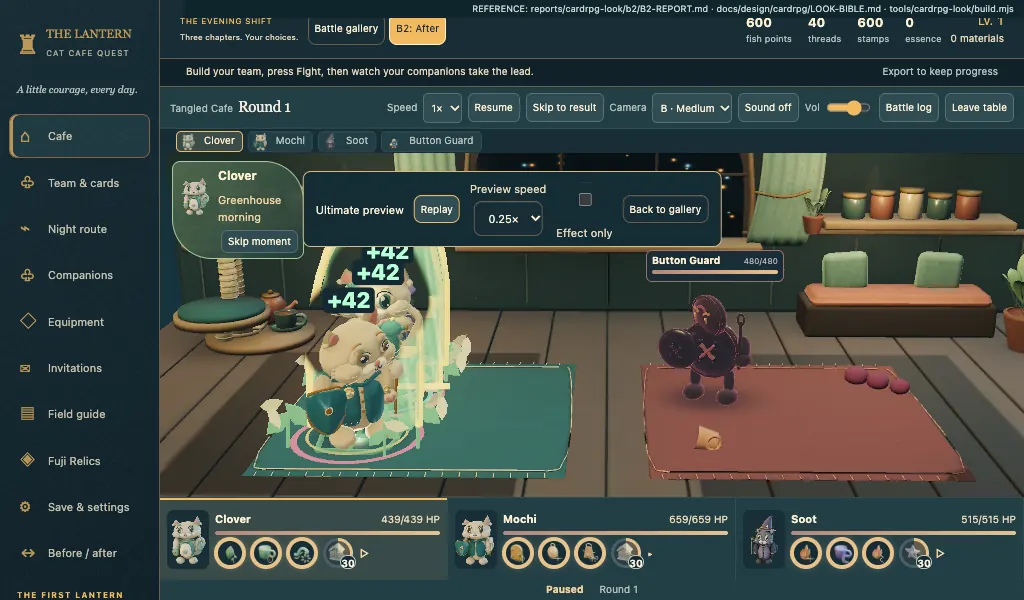 REFERENCE: reports/cardrpg-look/b2/B2-REPORT.md · docs/design/cardrpg/LOOK-BIBLE.md · tools/cardrpg-look/build.mjs
THE LANTERN
CAT CAFE QUEST
A little courage, every day.
Cafe
Team & cards
Night route
Companions
Equipment
Invitations
Field guide
Fuji Relics
Save & settings
Before / after
THE FIRST LANTERN
THE EVENING SHIFT
Three chapters. Your choices.
Battle gallery
B2: After
600
fish points
40
threads
600
stamps
0
essence
LV. 1
0 materials
Build your team, press Fight, then watch your companions take the lead.
Export to keep progress
Tangled Cafe Round 1
Speed
1x
Resume
Skip to result
Camera
B · Medium
Sound off
Vol
Battle log
Leave table
Clover
Mochi
Soot
Button Guard
Clover
Greenhouse
morning
Skip moment
Ultimate preview
Replay
Preview speed
0.25×
Effect only
Back to gallery
+42
+42
+42
Button Guard 480/480
Clover 439/439 HP
30
Mochi 659/659 HP
30
Soot 515/515 HP
30
Paused Round 1